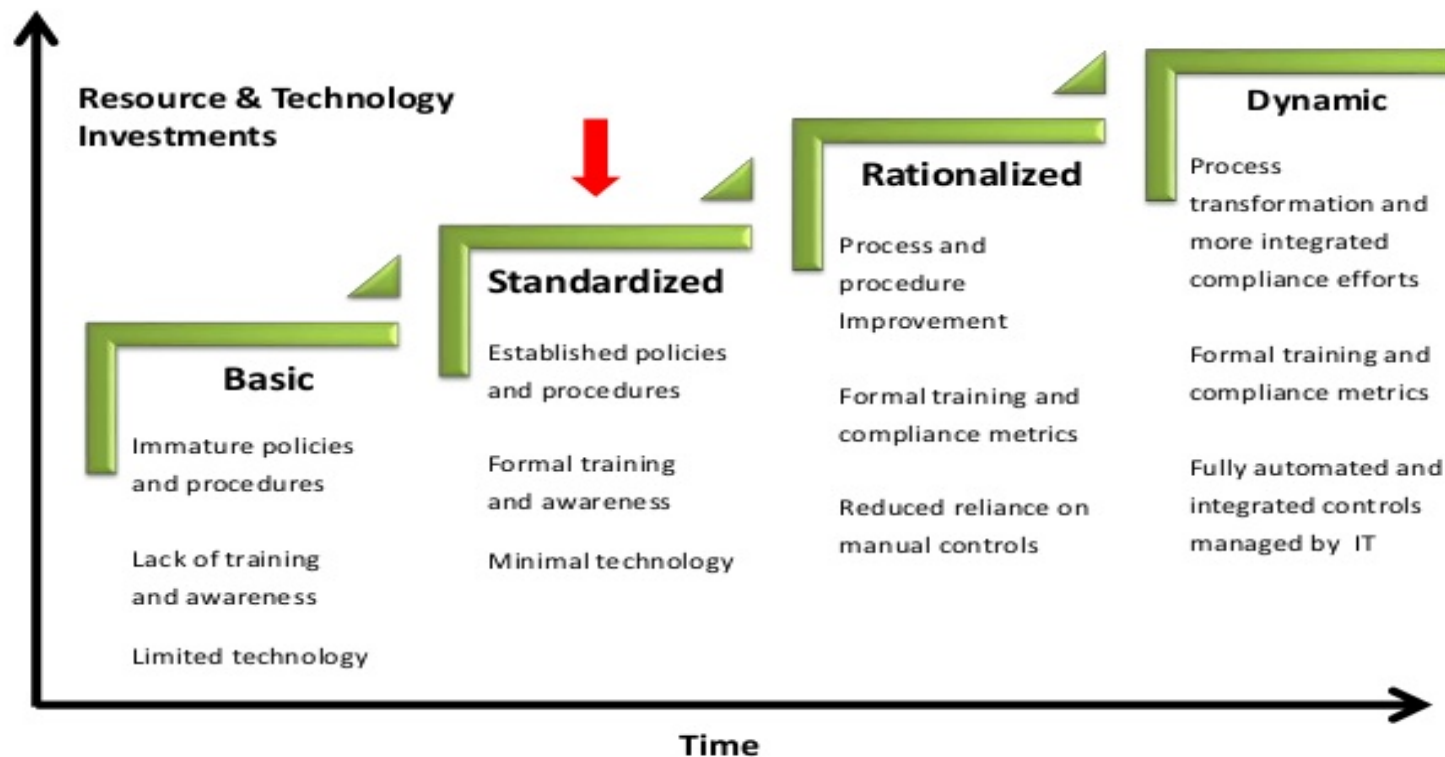 Resource & Technology
Investments
Basic
Immature policies
and procedures
Lack of training
and awareness
Limited technology
Standardized
Established policies
and procedures
Formal training
and awareness
Minimal technology
Rationalized
Process and
procedure
Improvement
Formal training and
compliance metrics
Reduced reliance on
manual controls
Dynamic
Process
transformation and
more integrated
compliance efforts
Formal training and
compliance metrics
Fully automated and
integrated controls
managed by IT
Time